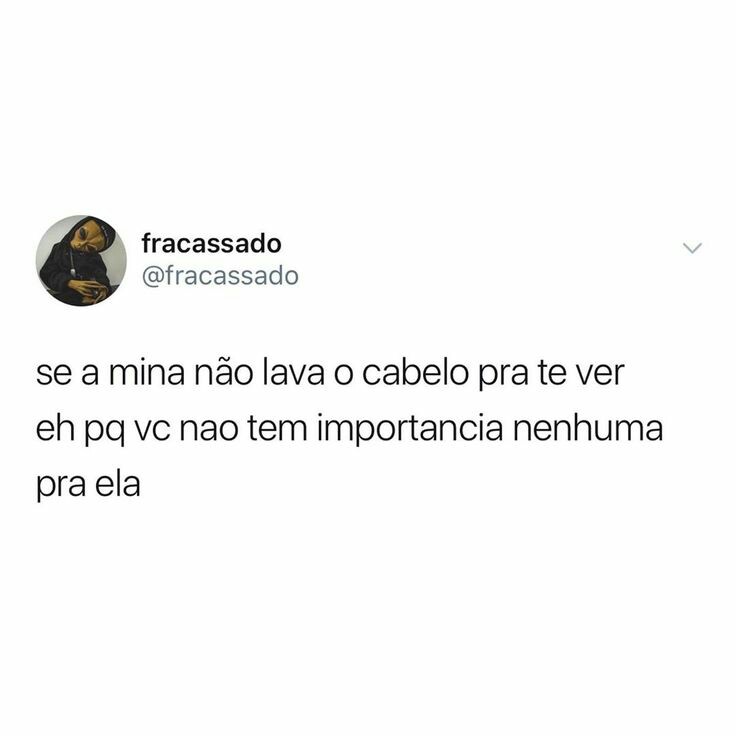 fracassado
@fracassado
se a mina não lava o cabelo pra te ver
eh pq vc nao tem importancia nenhuma
pra ela